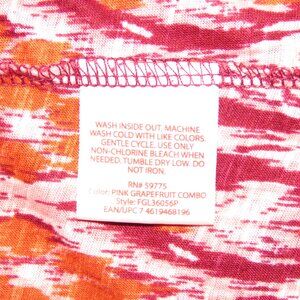 WASH INSIDE OUT, MACHINE
WASH COLD WITH LIKE COLORS.
GENTLE CYCLE. USE ONLY
NON-CHLORINE BLEACH WHEN
NEEDED. TUMBLE DRY LOW. DO
NOT IRON.
RN# 59775
Color: PINK GRAPEFRUIT COMBO
Style: FGL36056P
EAN/UPC 7 4619468196